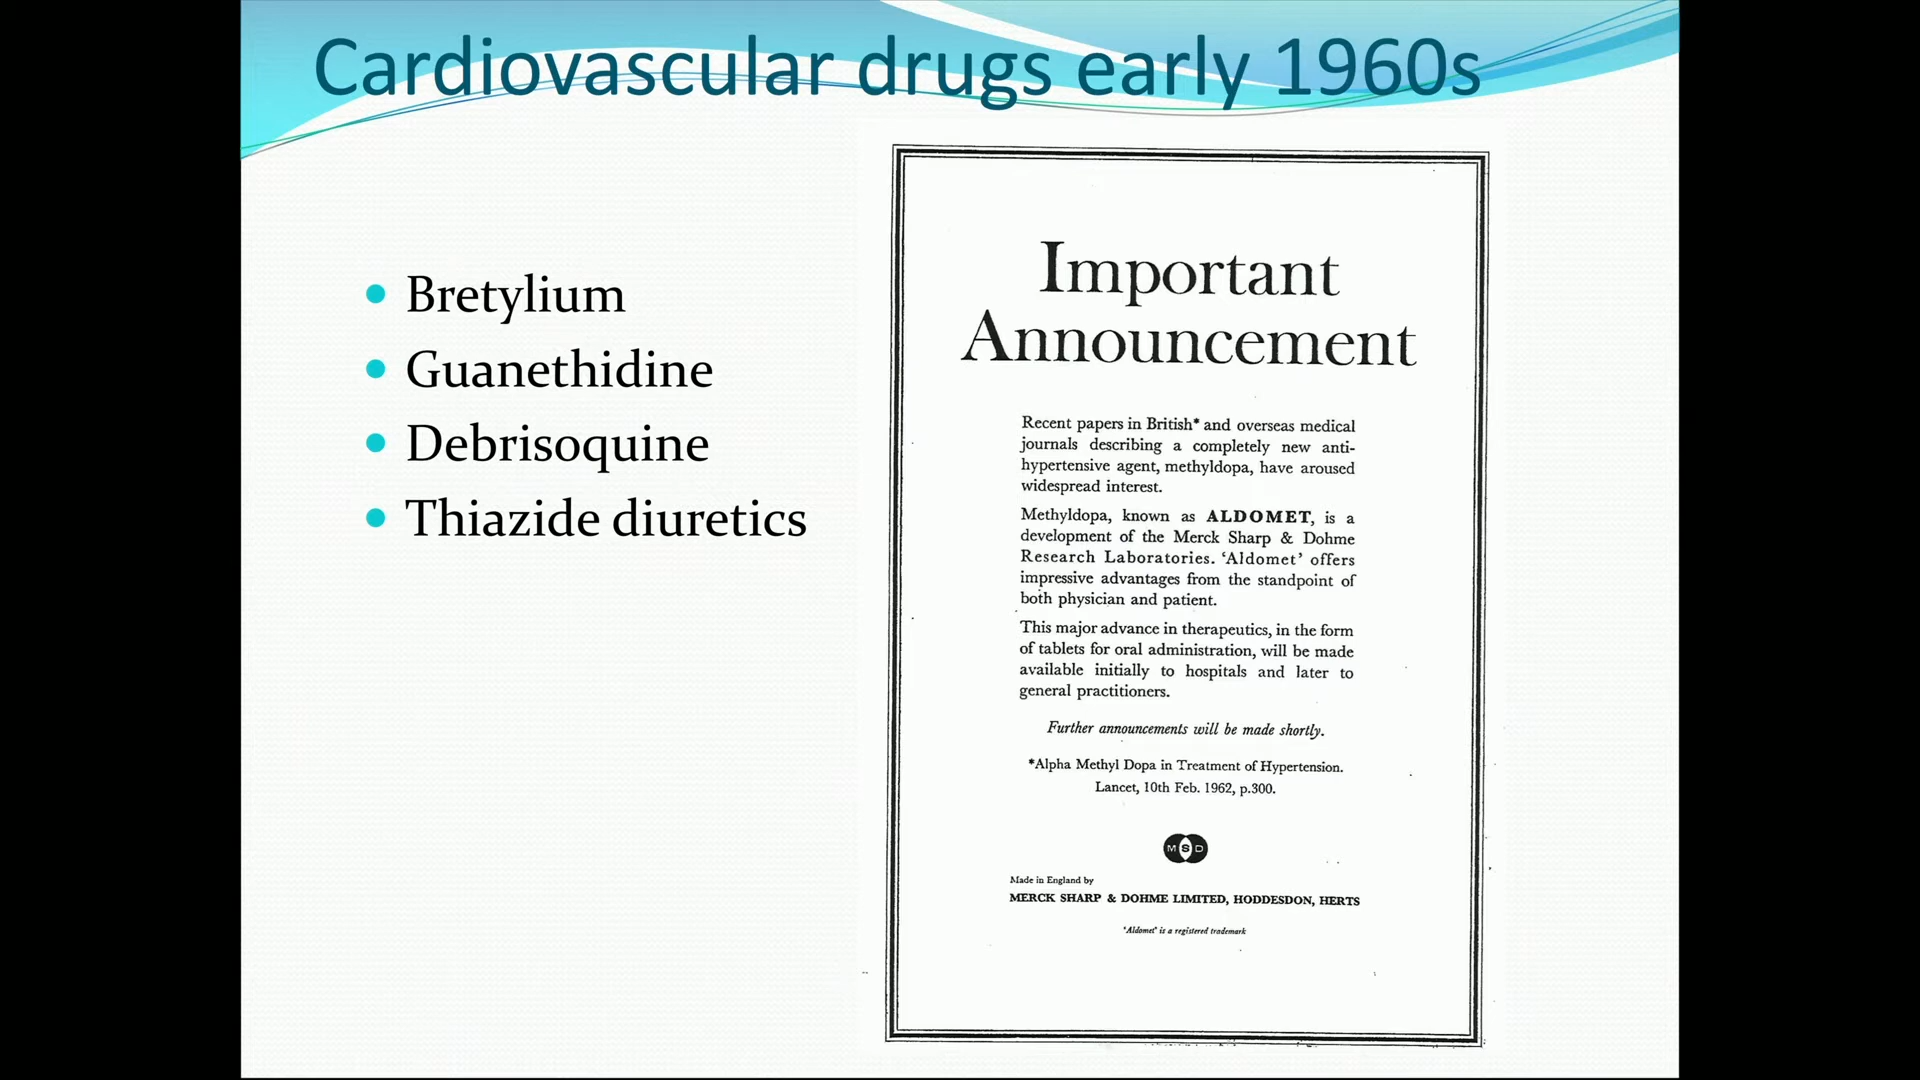 Cardiovascular drugs early 1960s
Bretylium
Guanethidine
Debrisoquine
Thiazide diuretics
Important
Announcement
Recent papers in British* and overseas medical
journals describing a completely new anti-
hypertensive agent, methyldopa, have aroused
widespread interest.
Methyldopa, known as ALDOMET, is a
development of the Merck Sharp & Dohme
Research Laboratories. ‘Aldomet’ offers
impressive advantages from the standpoint of
both physician and patient.
This major advance in therapeutics, in the form
of tablets for oral administration, will be made
available initially to hospitals and later to
general practitioners.
Further announcements will be made shortly.
*Alpha Methyl Dopa in Treatment of Hypertension.
Lancet, 10th Feb. 1962, p.300.
MSD
Made in England by
MERCK SHARP & DOHME LIMITED, HODDESDON, HERTS
‘Aldomet’ is a registered trademark